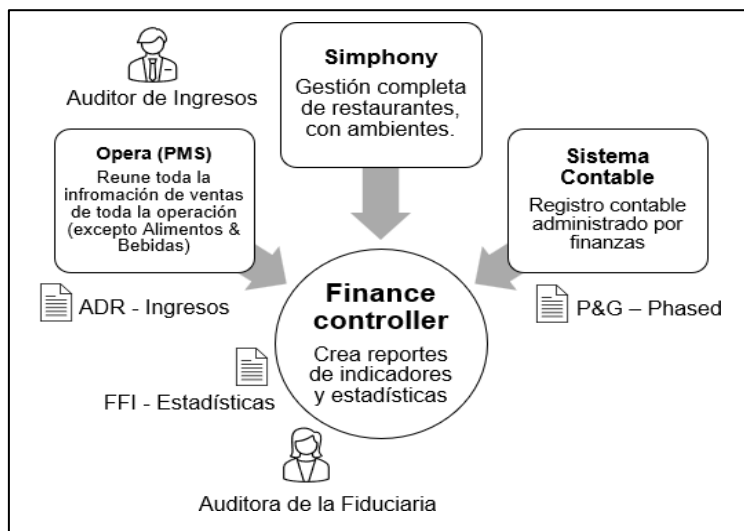 Auditor de Ingresos
Simphony
Gestión completa
de restaurantes,
con ambientes.
Opera (PMS)
Reune toda la
infromación de ventas
de toda la operación
(excepto Alimentos &
Bebidas)
Sistema
Contable
Registro contable
administrado por
finanzas
ADR - Ingresos
Finance
controller
Crea reportes
de indicadores
y estadísticas
P&G – Phased
FFI - Estadísticas
Auditora de la Fiduciaria